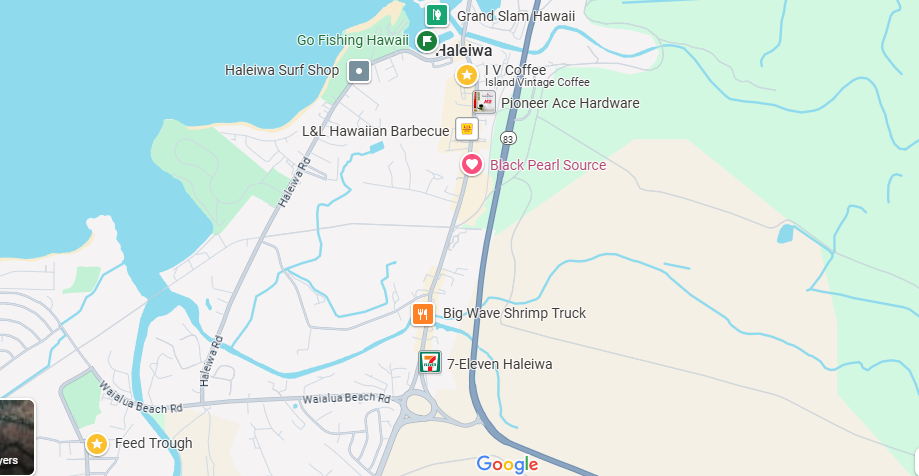 Grand Slam Hawaii
Go Fishing Hawaii
Haleiwa
Haleiwa Surf Shop
I V Coffee
Island Vintage Coffee
Pioneer Ace Hardware
L&L Hawaiian Barbecue
83
Black Pearl Source
Haleiwa Rd
Big Wave Shrimp Truck
Haleiwa Rd
7-Eleven Haleiwa
Waialua Beach Rd
Waialua Beach Rd
Feed Trough
yers
Google